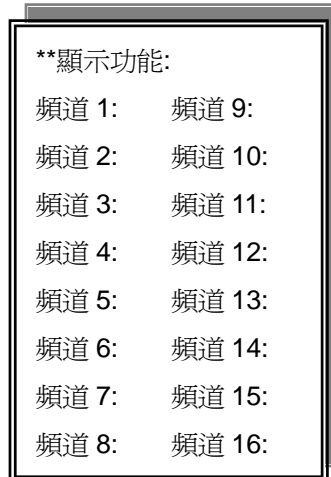 **顯示功能:
頻道 1: 頻道 9:
頻道 2: 頻道 10:
頻道 3: 頻道 11:
頻道 4: 頻道 12:
頻道 5: 頻道 13:
頻道 6: 頻道 14:
頻道 7: 頻道 15:
頻道 8: 頻道 16: